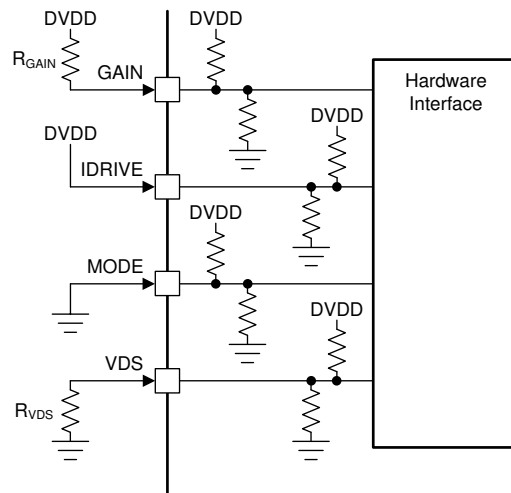 DVDD
DVDD
RGAIN
GAIN
Hardware
Interface
DVDD
DVDD
IDRIVE
DVDD
MODE
DVDD
VDS
RVDS